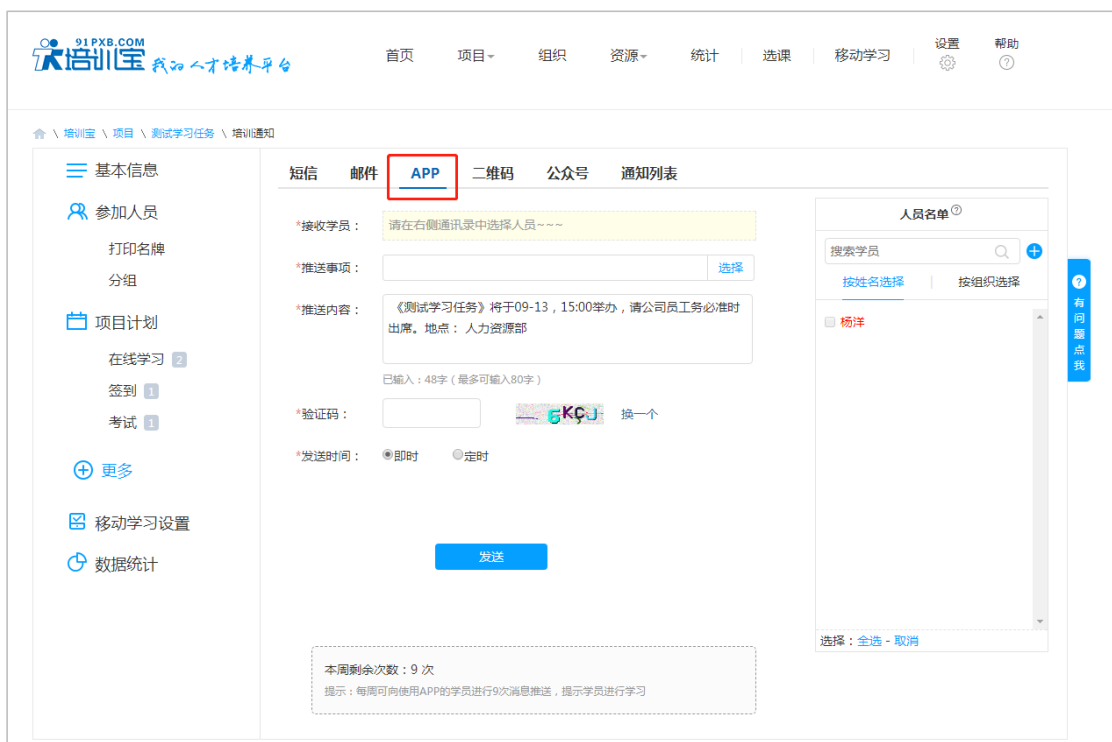 91PXB.COM
培训宝 我的人才培养平台
首页 项目 组织 资源 统计 选课 移动学习 设置 帮助
\ 培训宝 \ 项目 \ 测试学习任务 \ 培训通知
基本信息
参加人员
打印名牌
分组
项目计划
在线学习 2
签到 1
考试 1
更多
移动学习设置
数据统计
短信 邮件 APP 二维码 公众号 通知列表
*接收学员： 请在右侧通讯录中选择人员~~~
*推送事项： 选择
*推送内容： 《测试学习任务》将于09-13，15:00举办，请公司员工务必准时
出席。地点： 人力资源部
已输入：48字（最多可输入80字）
*验证码： 6KÇJ 换一个
*发送时间： 即时 定时
发送
本周剩余次数：9 次
提示：每周可向使用APP的学员进行9次消息推送，提示学员进行学习
人员名单
搜索学员
按姓名选择 按组织选择
杨洋
选择：全选 - 取消
有问题点我